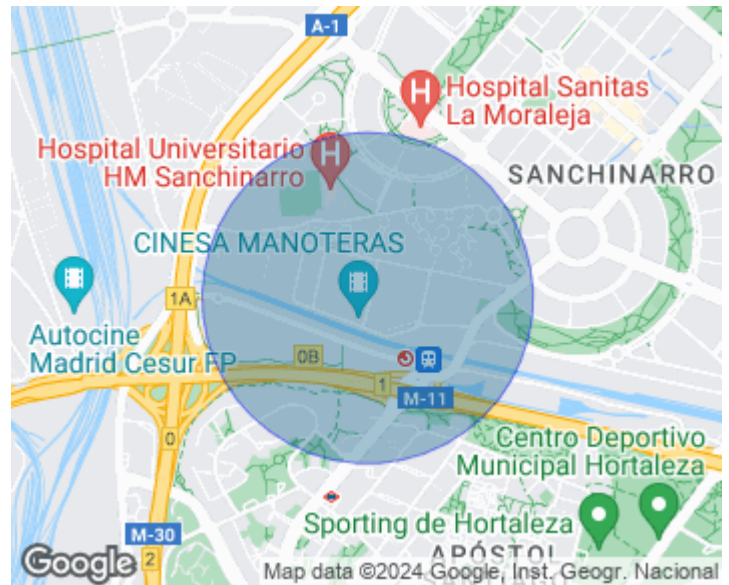 A-1
Hospital Sanitas
La Moraleja
Hospital Universitario
HM Sanchinarro
SANCHINARRO
CINESA MANOTERAS
1A
Autocine
Madrid Cesur FP
0B
1
M-11
0
Centro Deportivo
Municipal Hortaleza
Sporting de Hortaleza
M-30
APÓSTOL
2
Google
Map data ©2024 Google, Inst. Geogr. Nacional